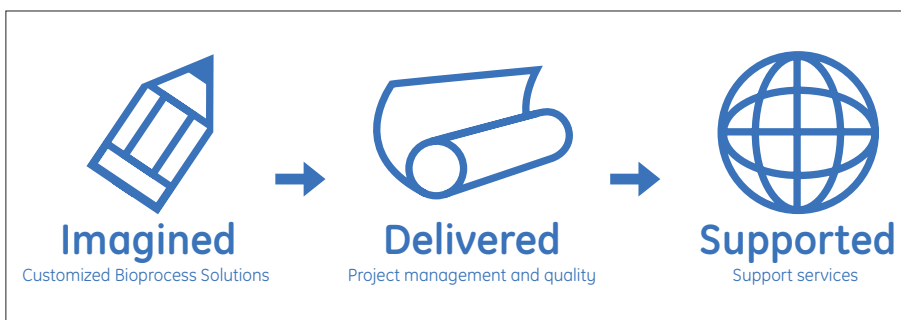 Imagined
Customized Bioprocess Solutions
Delivered
Project management and quality
Supported
Support services